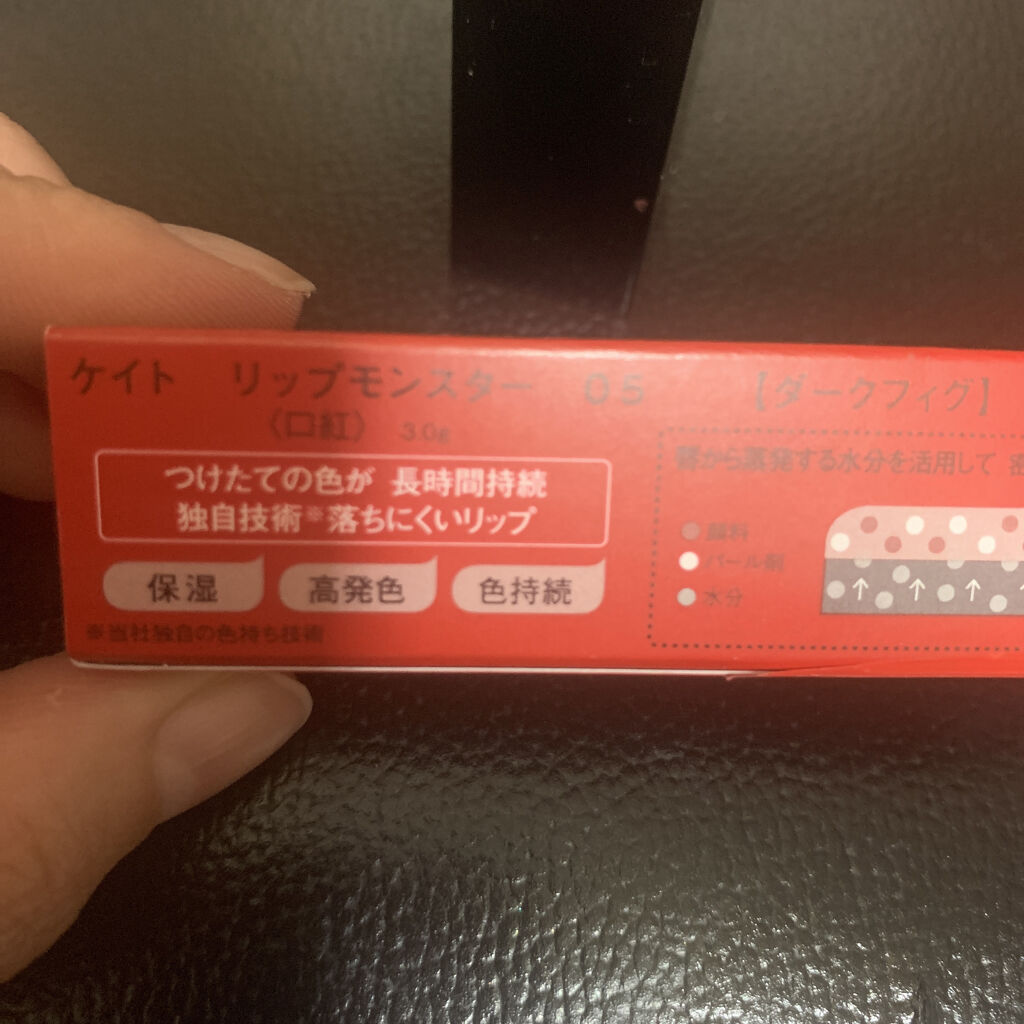 ケイト リップモンスター 05 【ダークフィグ】
〈口紅〉 3.0g
つけたての色が 長時間持続
独自技術※落ちにくいリップ
保湿 高発色 色持続
※当社独自の色持ち技術
唇から蒸発する水分を活用して 密
顔料
パール剤
水分